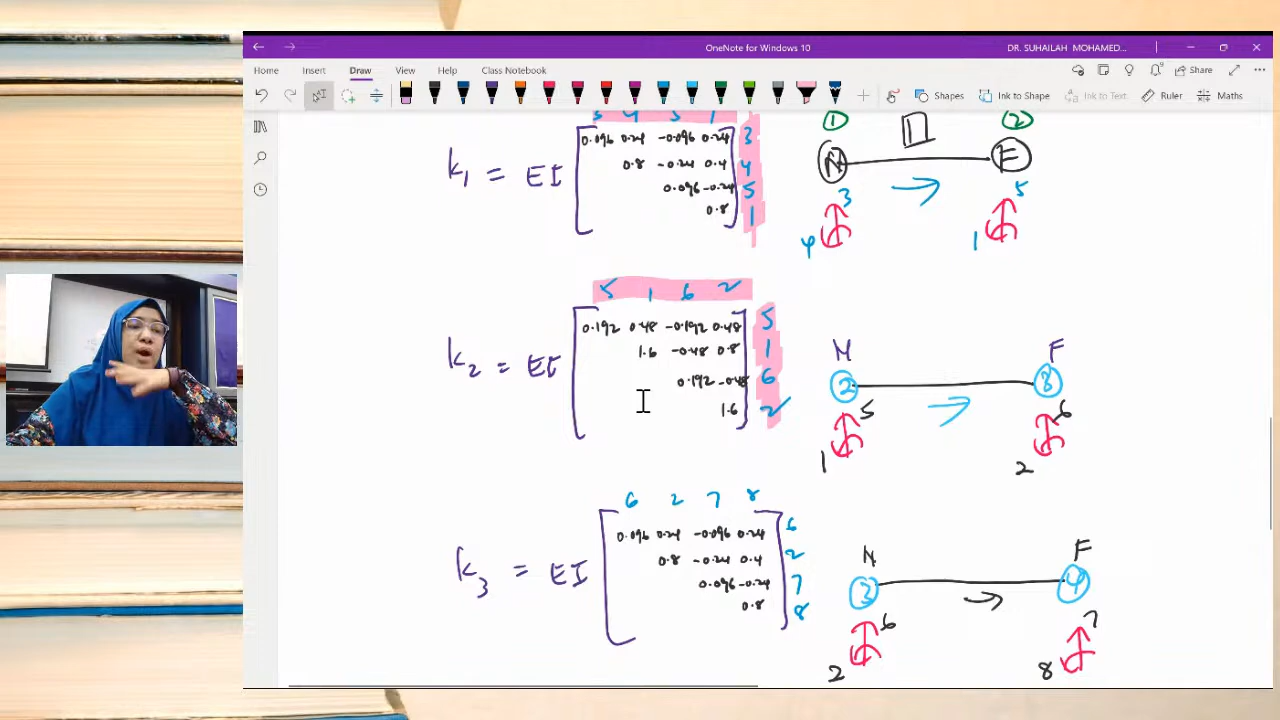 OneNote for Windows 10
DR. SUHAILAH MOHAMED...
Home Insert Draw View Help Class Notebook
Share
Shapes Ink to Shape Ink to Text Ruler Maths
3 4 5 1
k1 = EI
0.096 0.24 -0.096 0.24 3
0.8 -0.24 0.4 4
0.096 -0.24 5
0.8 1
1 2
N F
3 5
4 1
5 1 6 2
k2 = EI
0.192 0.48 -0.192 0.48 5
1.6 -0.48 0.8 1
0.192 -0.48 6
1.6 2
N F
2 3
5 6
1 2
6 2 7 8
k3 = EI
0.096 0.24 -0.096 0.24 6
0.8 -0.24 0.4 2
0.096 -0.24 7
0.8 8
N F
3 4
6 7
2 8